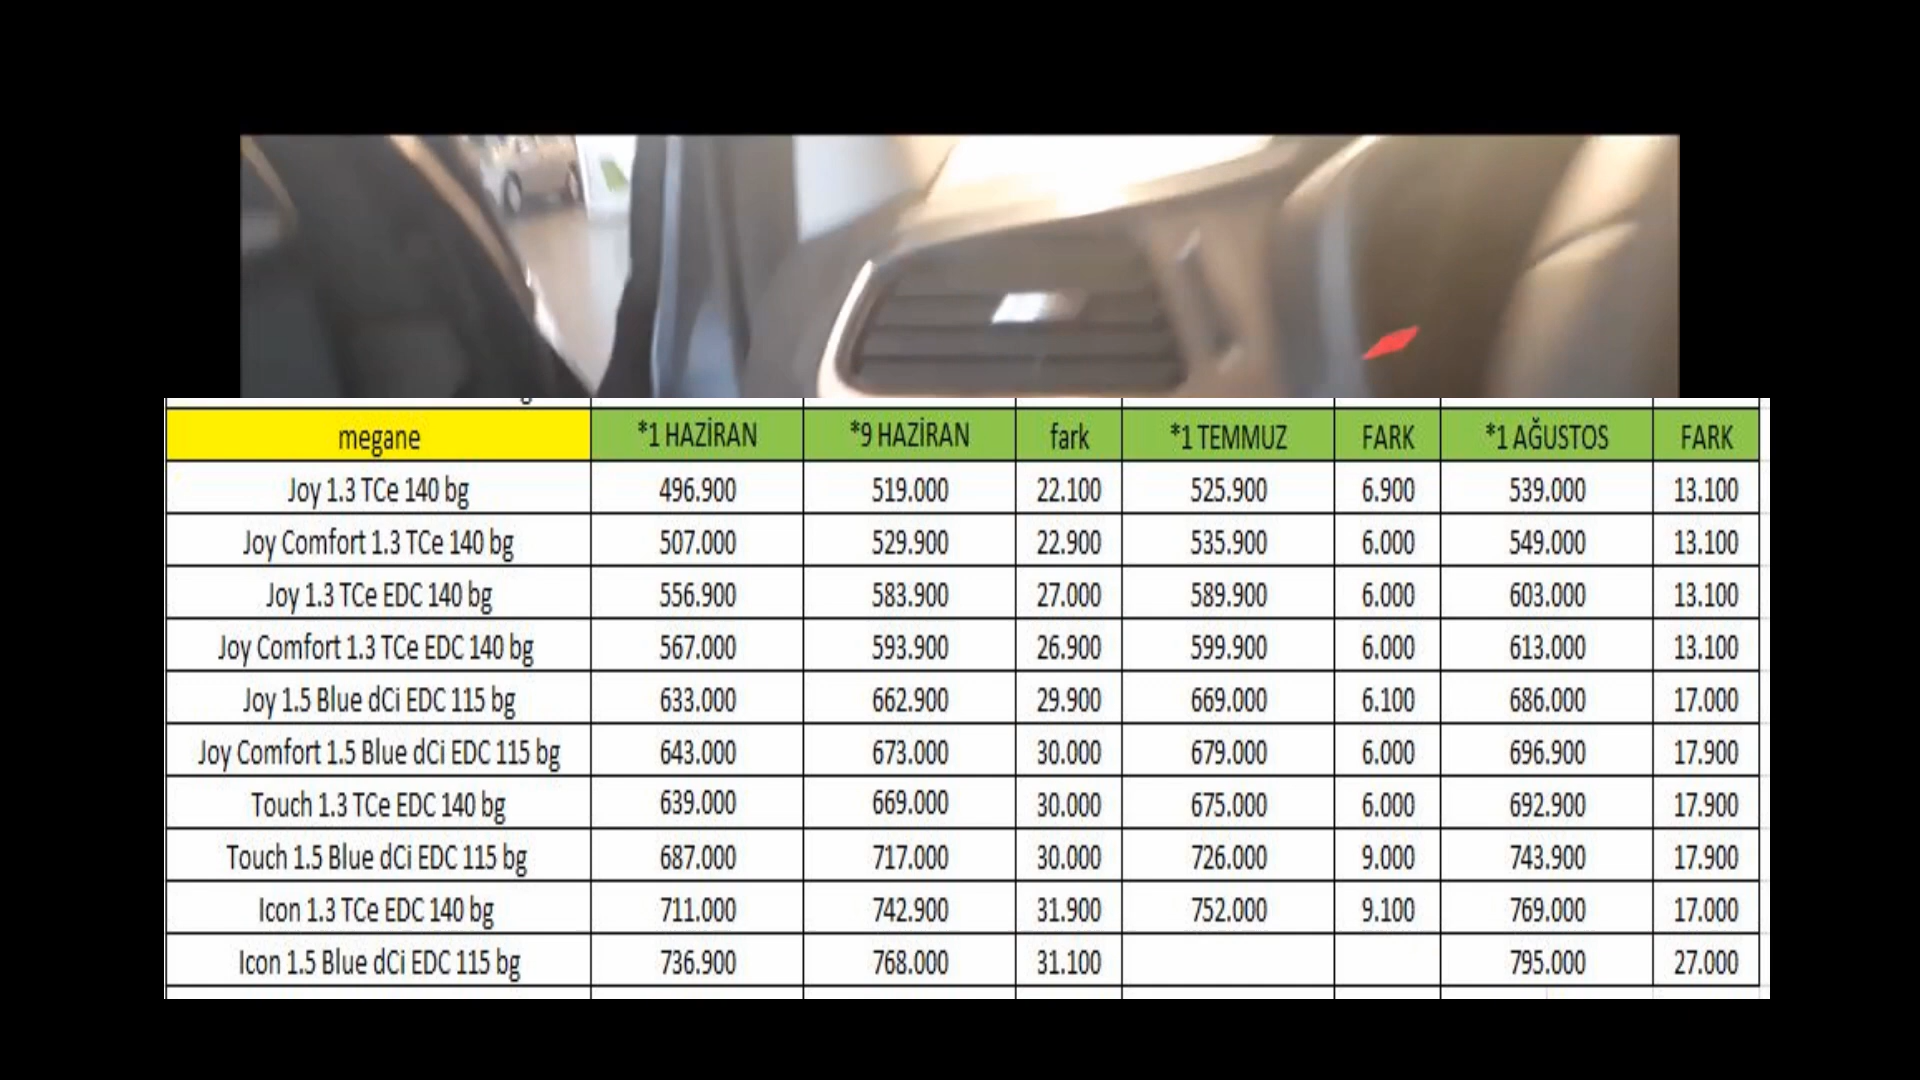 megane *1 HAZİRAN *9 HAZİRAN fark *1 TEMMUZ FARK *1 AĞUSTOS FARK
Joy 1.3 TCe 140 bg 496.900 519.000 22.100 525.900 6.900 539.000 13.100
Joy Comfort 1.3 TCe 140 bg 507.000 529.900 22.900 535.900 6.000 549.000 13.100
Joy 1.3 TCe EDC 140 bg 556.900 583.900 27.000 589.900 6.000 603.000 13.100
Joy Comfort 1.3 TCe EDC 140 bg 567.000 593.900 26.900 599.900 6.000 613.000 13.100
Joy 1.5 Blue dCi EDC 115 bg 633.000 662.900 29.900 669.000 6.100 686.000 17.000
Joy Comfort 1.5 Blue dCi EDC 115 bg 643.000 673.000 30.000 679.000 6.000 696.900 17.900
Touch 1.3 TCe EDC 140 bg 639.000 669.000 30.000 675.000 6.000 692.900 17.900
Touch 1.5 Blue dCi EDC 115 bg 687.000 717.000 30.000 726.000 9.000 743.900 17.900
Icon 1.3 TCe EDC 140 bg 711.000 742.900 31.900 752.000 9.100 769.000 17.000
Icon 1.5 Blue dCi EDC 115 bg 736.900 768.000 31.100 795.000 27.000